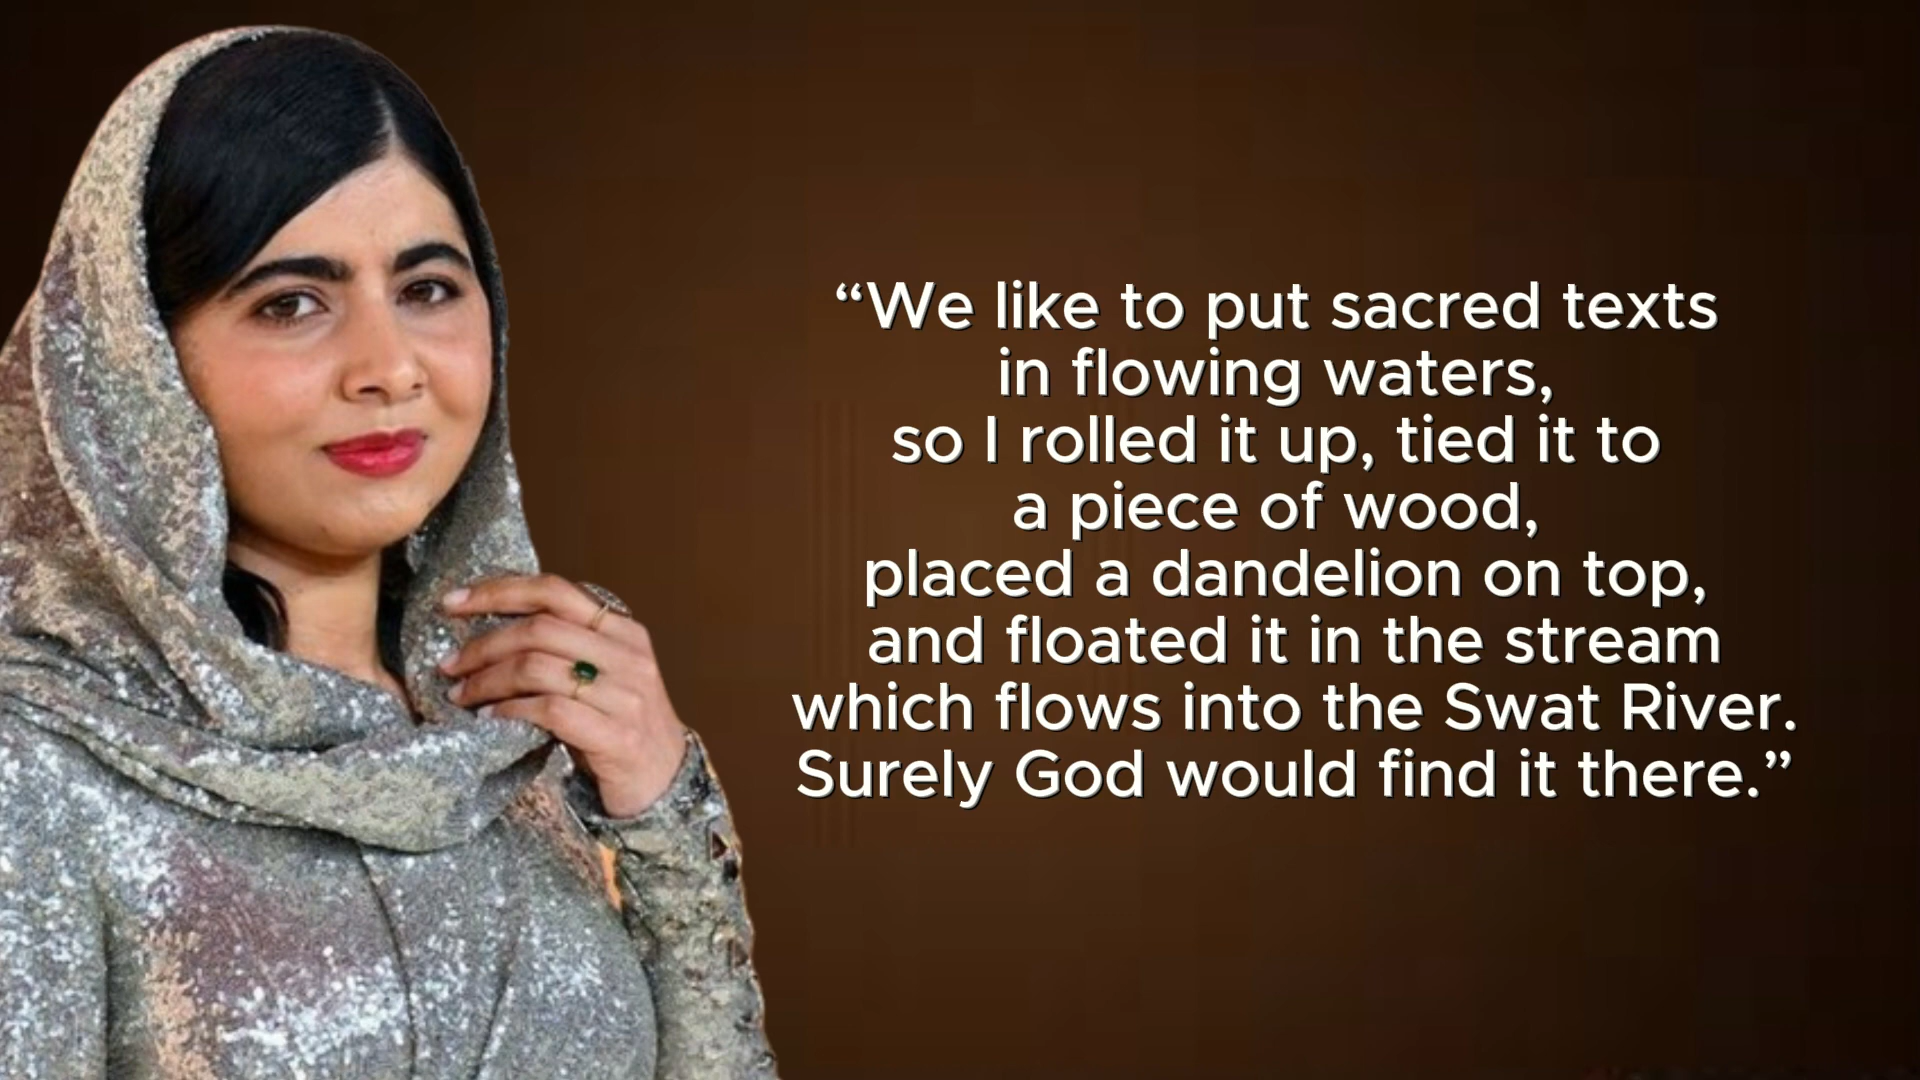 “We like to put sacred texts
in flowing waters,
so I rolled it up, tied it to
a piece of wood,
placed a dandelion on top,
and floated it in the stream
which flows into the Swat River.
Surely God would find it there.”